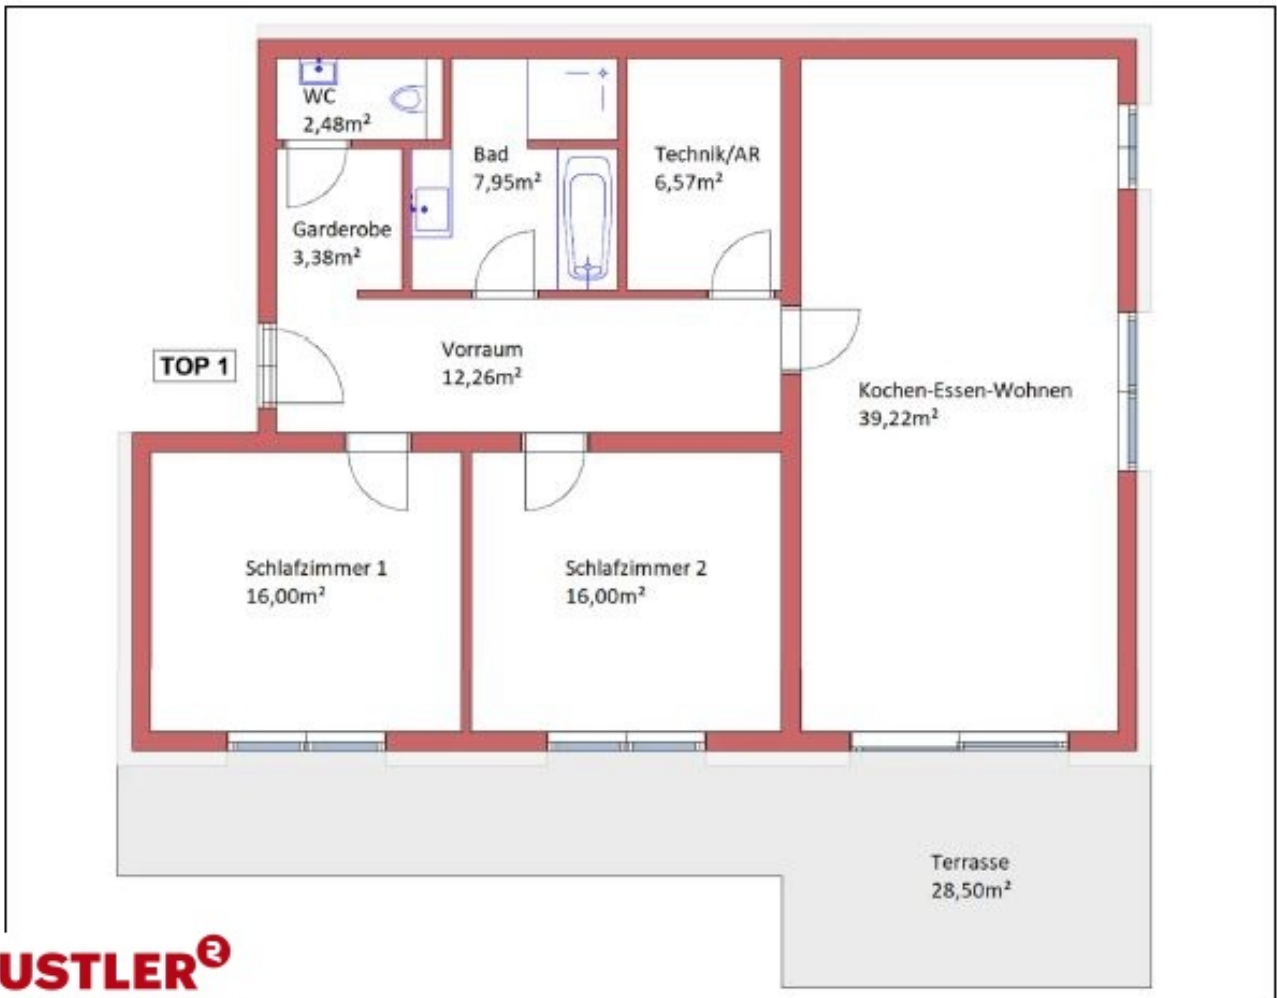 WC
2,48m²
Bad
7,95m²
Technik/AR
6,57m²
Garderobe
3,38m²
TOP 1
Vorraum
12,26m²
Kochen-Essen-Wohnen
39,22m²
Schlafzimmer 1
16,00m²
Schlafzimmer 2
16,00m²
Terrasse
28,50m²
USTLER